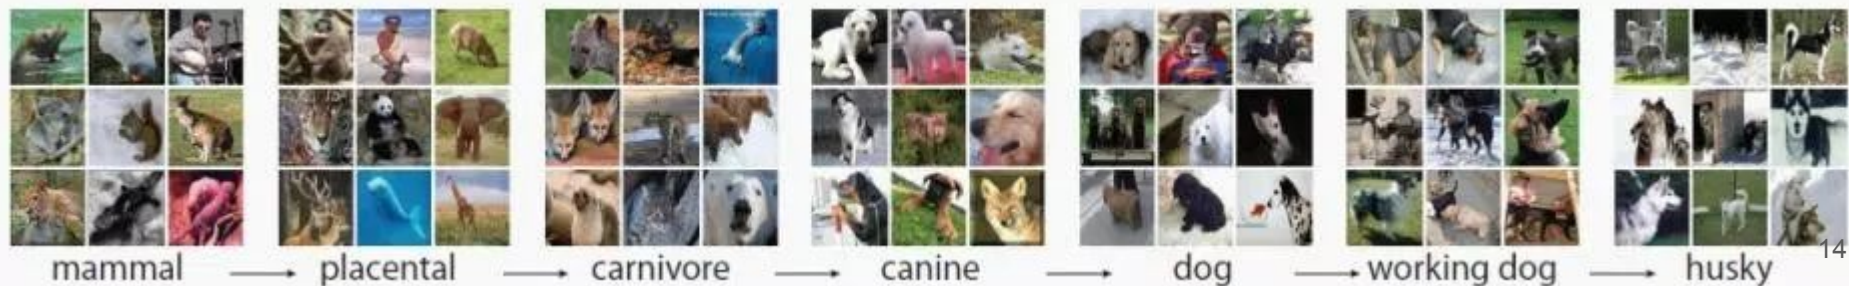 14
mammal → placental → carnivore → canine → dog → working dog → husky